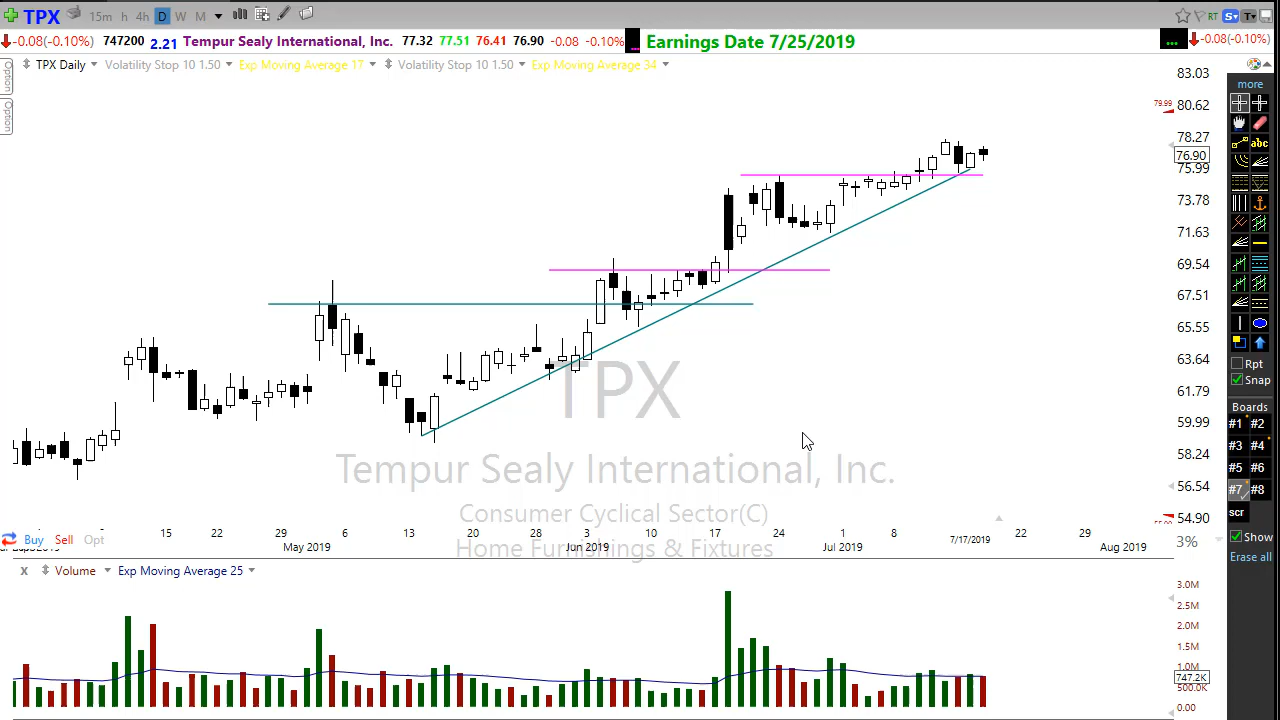 TPX 15m h 4h D W M RT S T
-0.08(-0.10%) 747200 2.21 Tempur Sealy International, Inc. 77.32 77.51 76.41 76.90 -0.08 -0.10% ... Earnings Date 7/25/2019 ... -0.08(-0.10%)
Option
Option
TPX Daily Volatility Stop 10 1.50 Exp Moving Average 17 Volatility Stop 10 1.50 Exp Moving Average 34
83.03
79.99
80.62
78.27
76.90
75.99
73.78
71.63
69.54
67.51
65.55
63.64
61.79
59.99
58.24
56.54
54.90
more
abc
Rpt
Snap
Boards
#1 #2
#3 #4
#5 #6
#7 #8
scr
Show
Erase all
TPX
Tempur Sealy International, Inc.
Consumer Cyclical Sector(C)
Home Furnishings & Fixtures
Buy Sell Opt
15 22 29 6 13 20 28 3 10 17 24 1 8 7/17/2019 22 29
May 2019 Jun 2019 Jul 2019 Aug 2019
3%
X Volume Exp Moving Average 25
3.0M
2.5M
2.0M
1.5M
1.0M
747.2K
500.0K
0.00